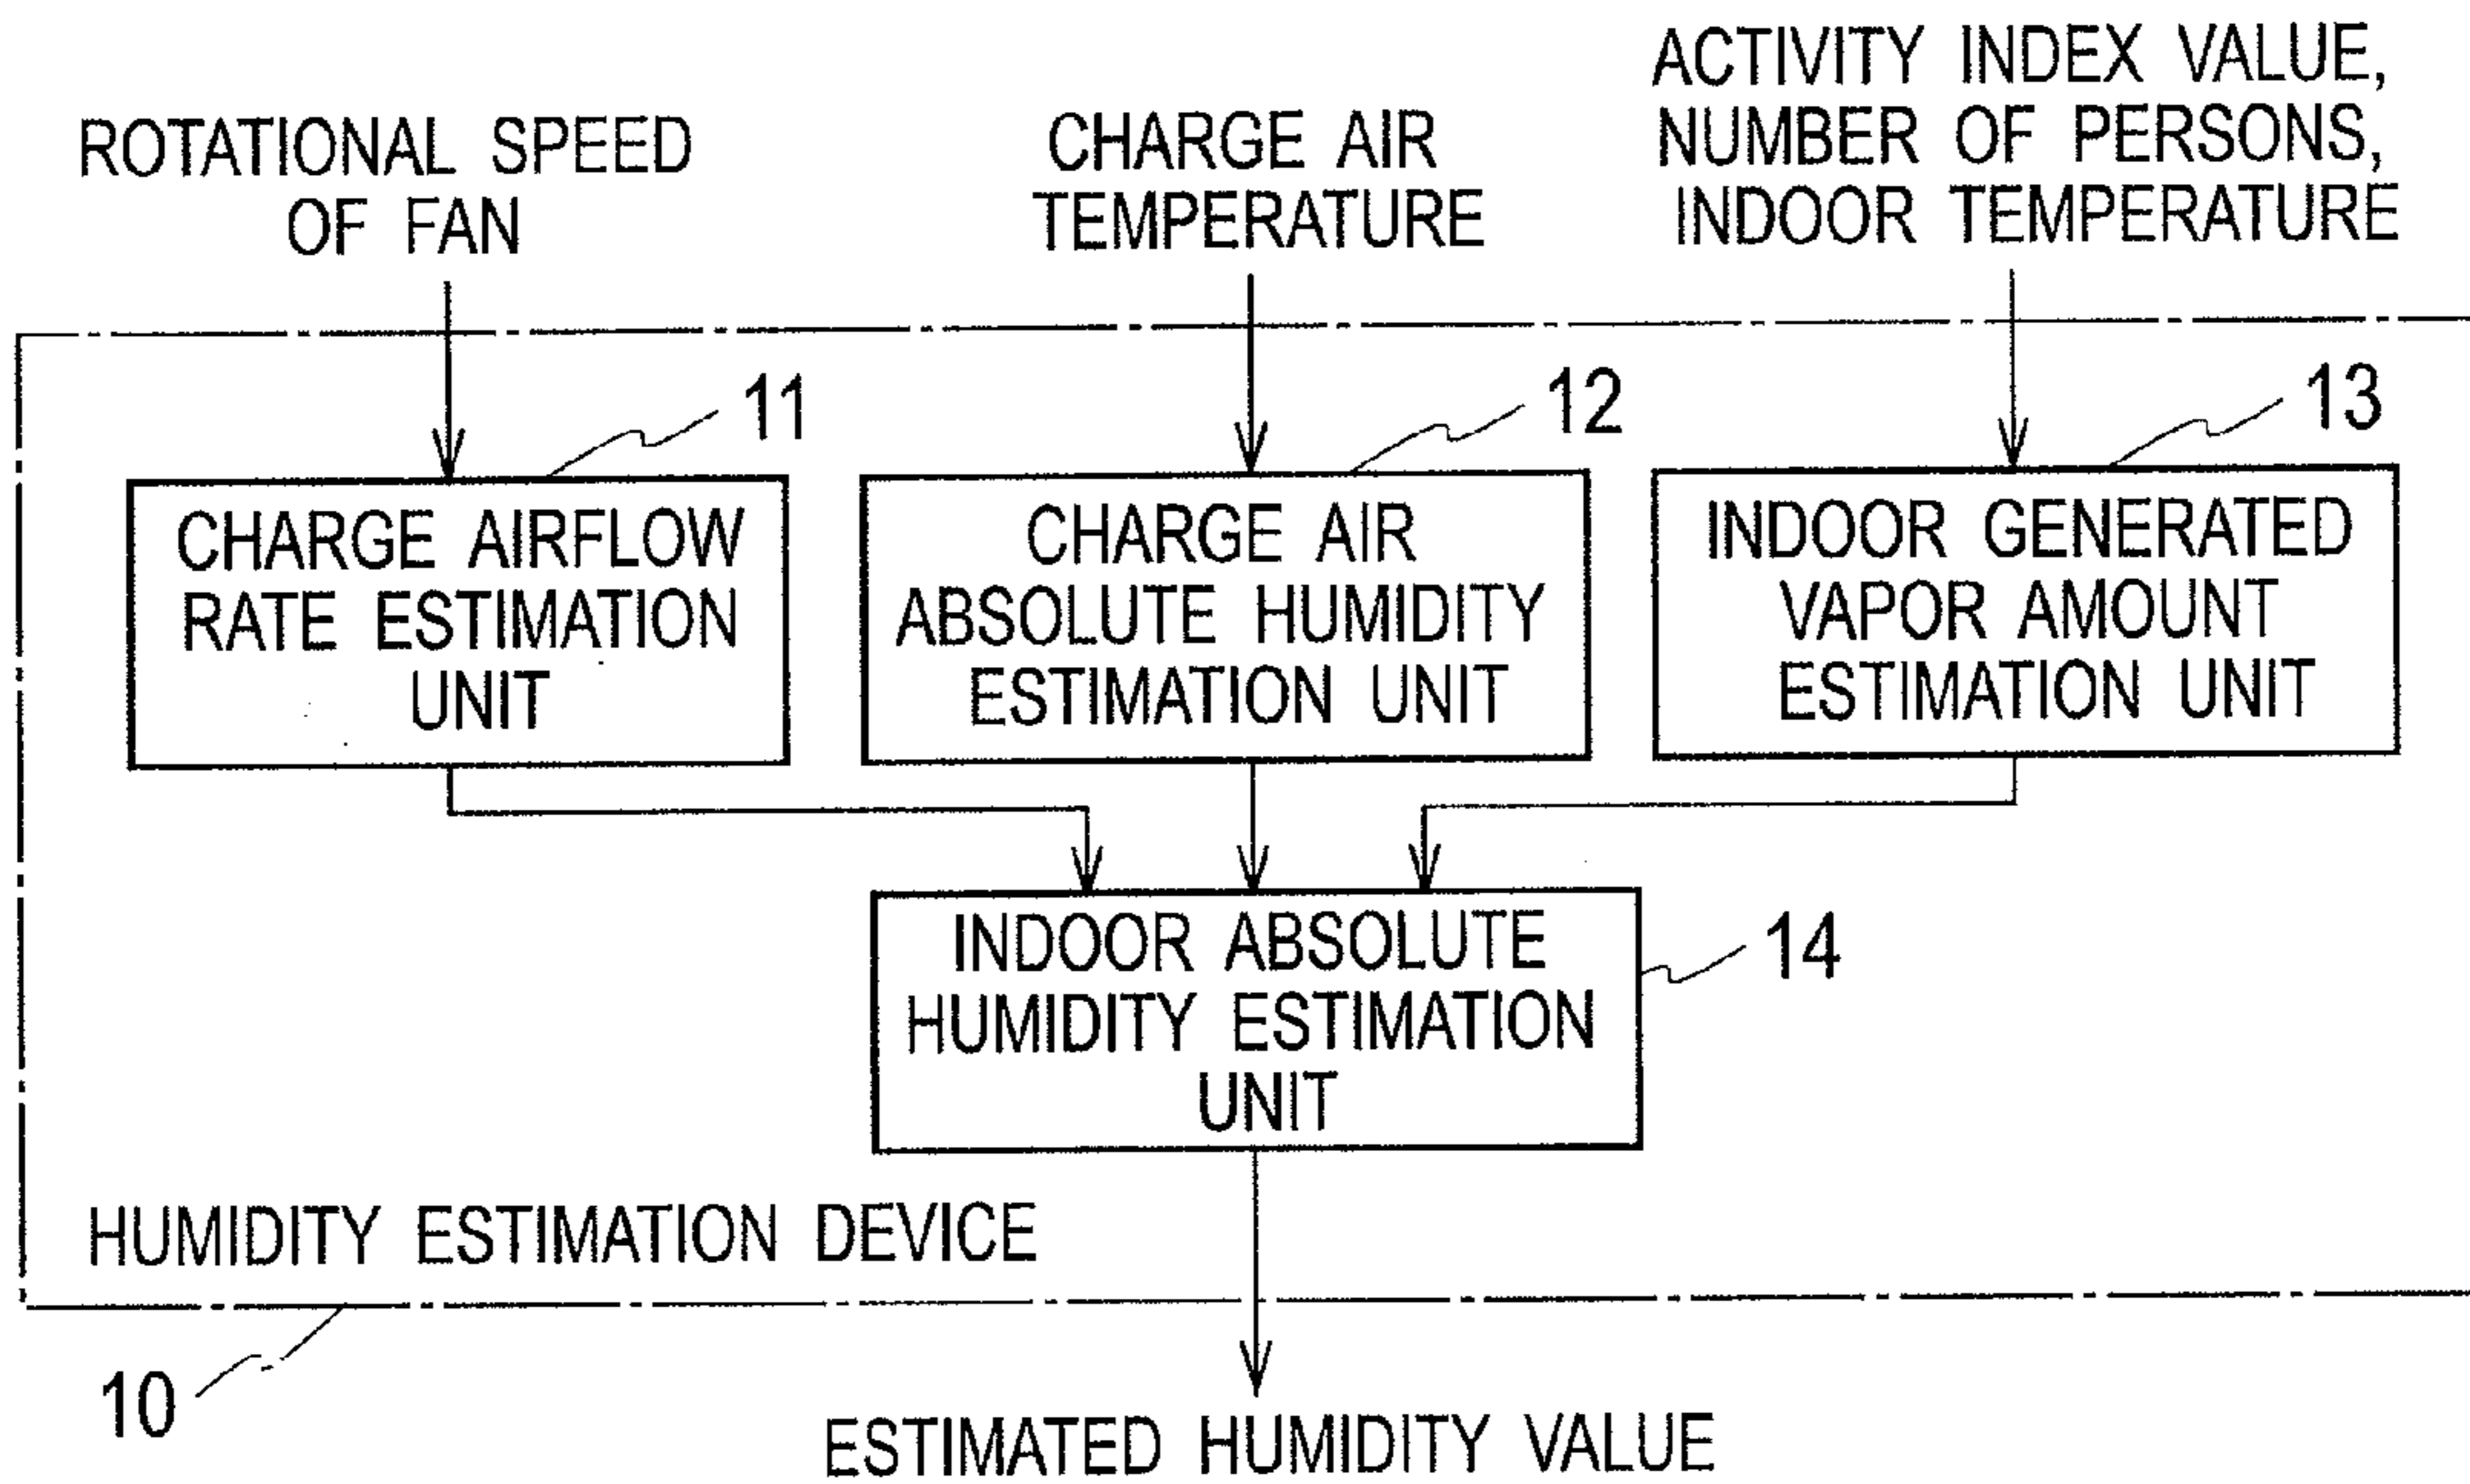 ROTATIONAL SPEED
OF FAN
CHARGE AIR
TEMPERATURE
ACTIVITY INDEX VALUE,
NUMBER OF PERSONS,
INDOOR TEMPERATURE
11
12
13
CHARGE AIRFLOW
RATE ESTIMATION
UNIT
CHARGE AIR
ABSOLUTE HUMIDITY
ESTIMATION UNIT
INDOOR GENERATED
VAPOR AMOUNT
ESTIMATION UNIT
INDOOR ABSOLUTE
HUMIDITY ESTIMATION
UNIT
14
HUMIDITY ESTIMATION DEVICE
10
ESTIMATED HUMIDITY VALUE